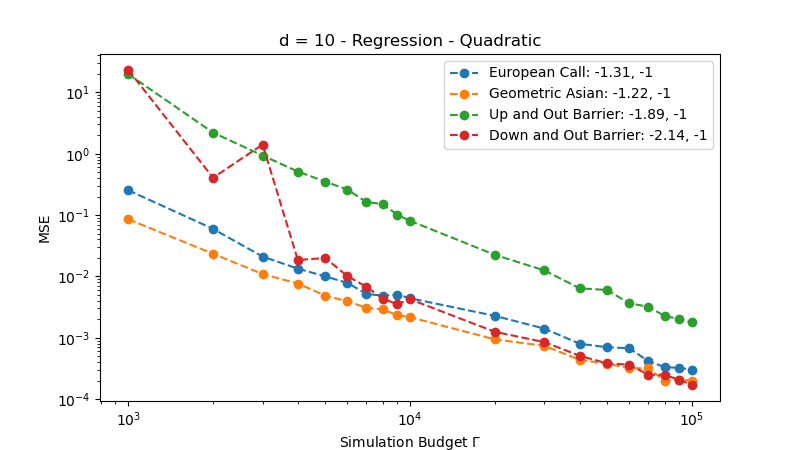 d = 10 - Regression - Quadratic
European Call: -1.31, -1
Geometric Asian: -1.22, -1
Up and Out Barrier: -1.89, -1
Down and Out Barrier: -2.14, -1
MSE
10¹
10⁰
10⁻¹
10⁻²
10⁻³
10⁻⁴
10³
10⁴
10⁵
Simulation Budget Γ